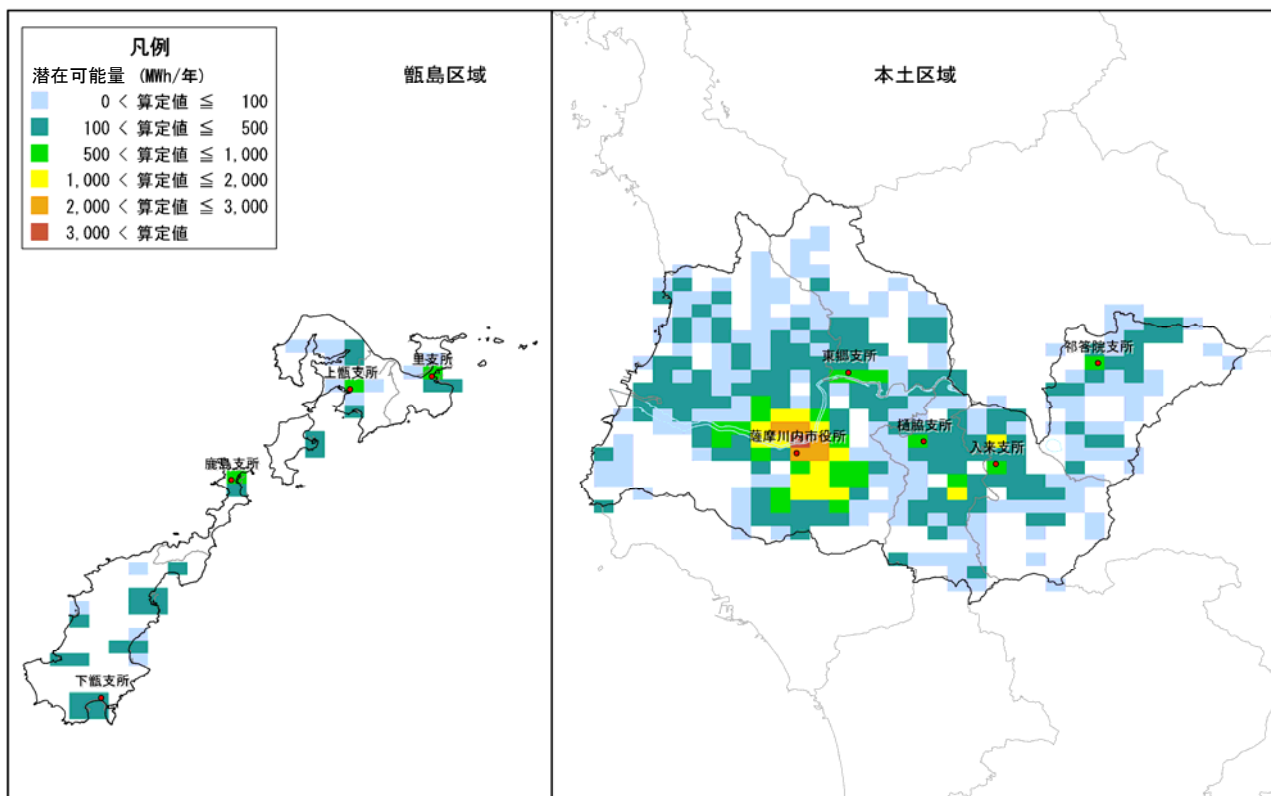 凡例
潜在可能量 (MWh/年)
0 < 算定値 ≦ 100
100 < 算定値 ≦ 500
500 < 算定値 ≦ 1,000
1,000 < 算定値 ≦ 2,000
2,000 < 算定値 ≦ 3,000
3,000 < 算定値
甑島区域
本土区域
里支所
上甑支所
鹿島支所
下甑支所
東郷支所
祁答院支所
薩摩川内市役所
樋脇支所
入来支所